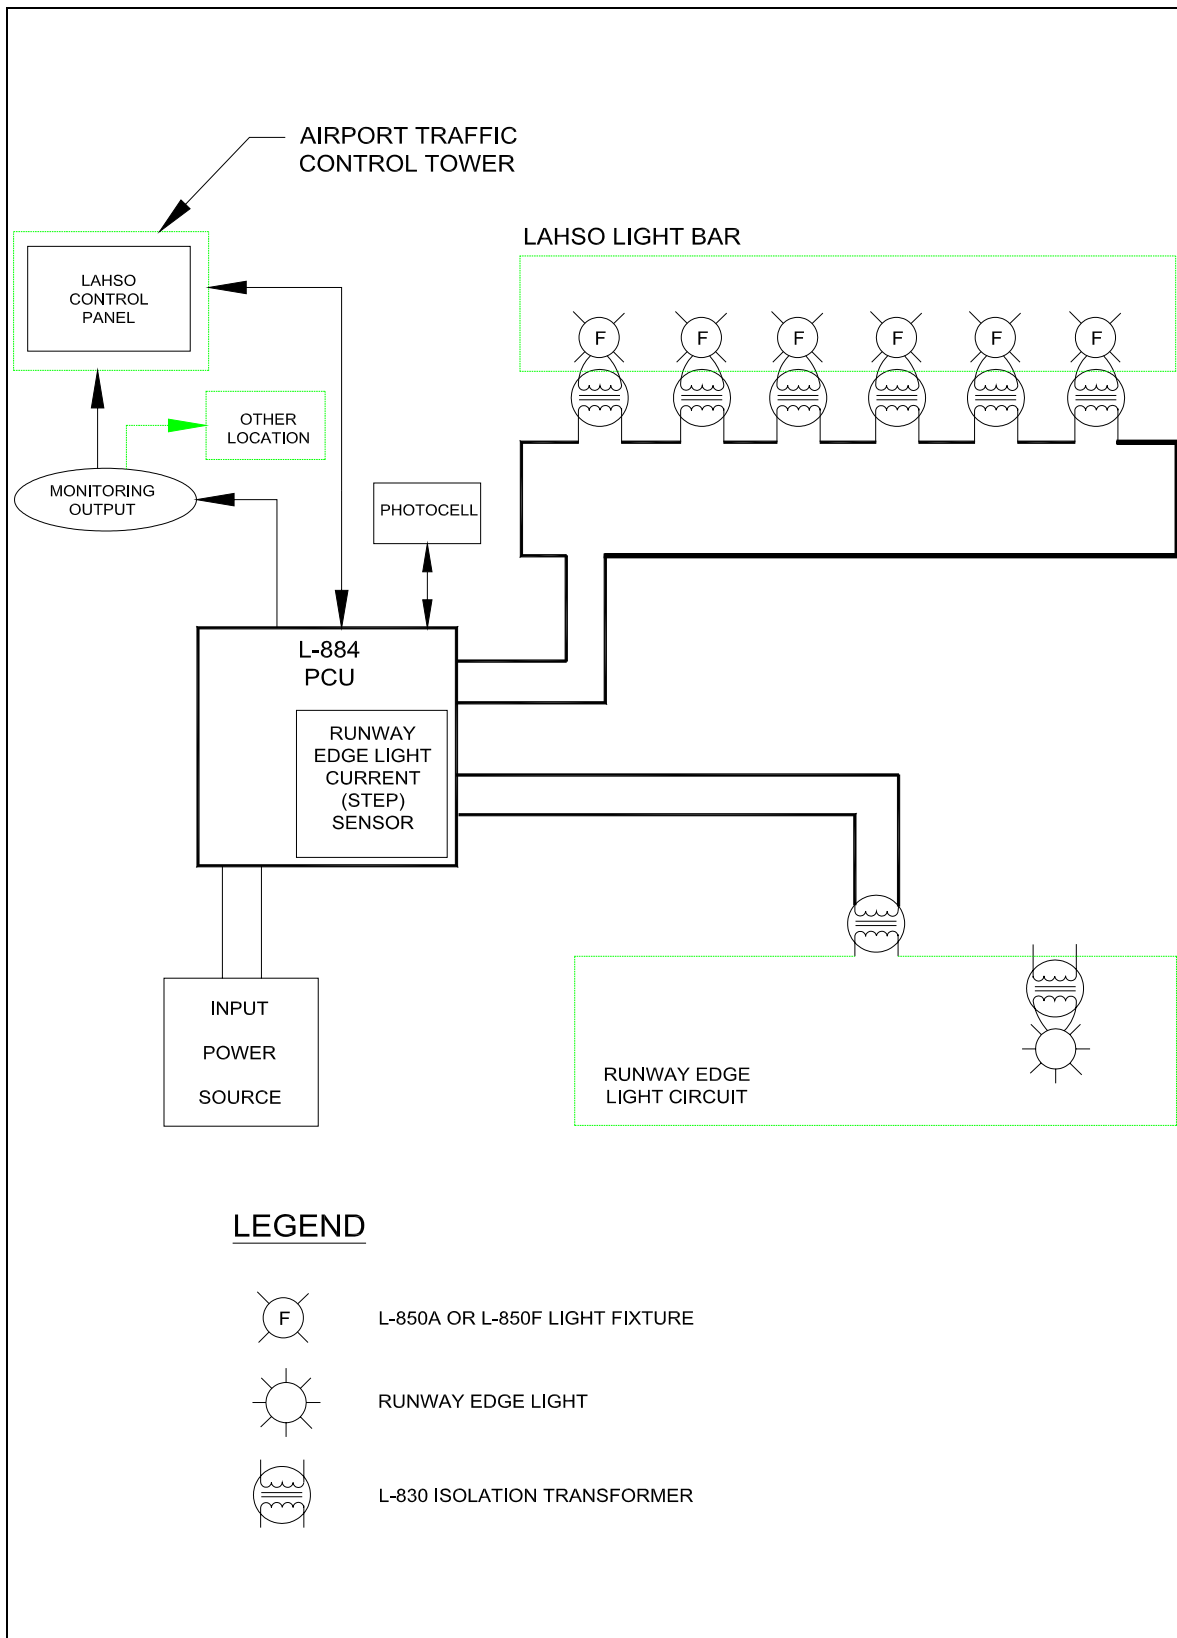 AIRPORT TRAFFIC
CONTROL TOWER
LAHSO LIGHT BAR
LAHSO
CONTROL
PANEL
F F F F F F
OTHER
LOCATION
MONITORING
OUTPUT
PHOTOCELL
L-884
PCU
RUNWAY
EDGE LIGHT
CURRENT
(STEP)
SENSOR
INPUT
POWER
SOURCE
RUNWAY EDGE
LIGHT CIRCUIT
LEGEND
F L-850A OR L-850F LIGHT FIXTURE
RUNWAY EDGE LIGHT
L-830 ISOLATION TRANSFORMER